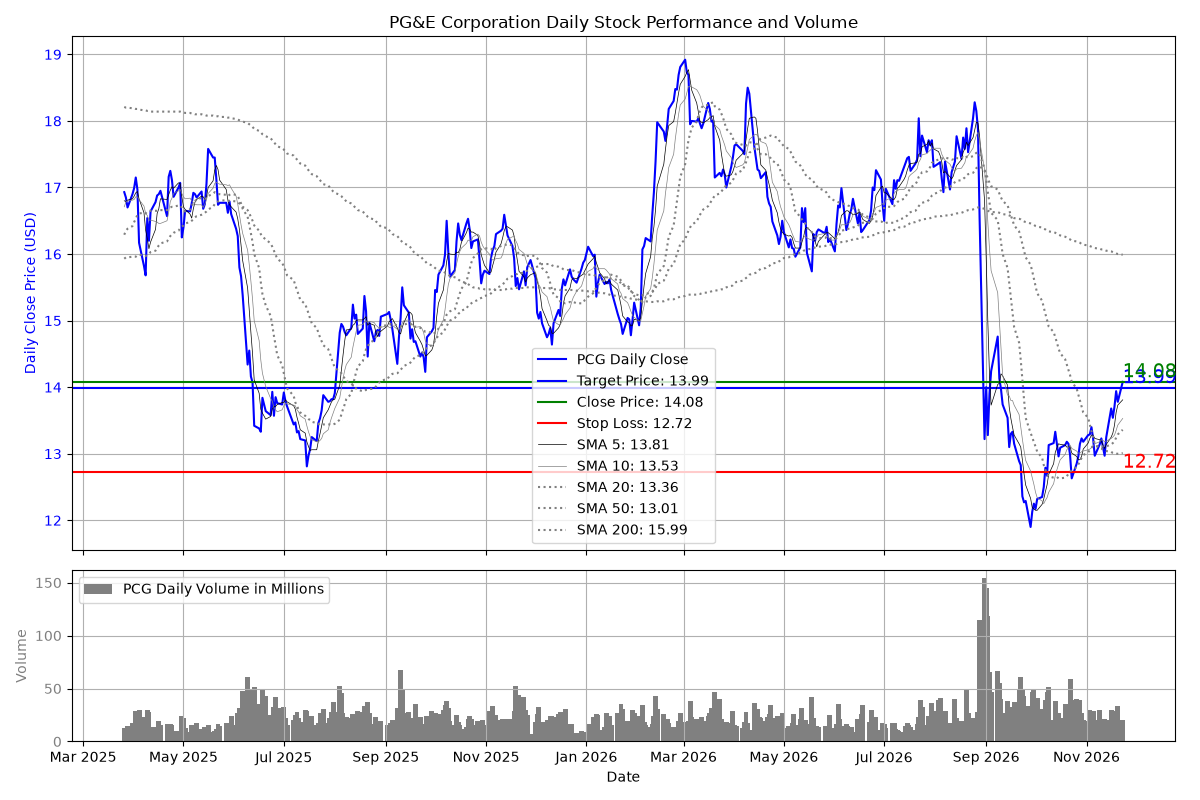 PG&E Corporation Daily Stock Performance and Volume
Daily Close Price (USD)
19
18
17
16
15
14
13
12
14.08
13.99
12.72
PCG Daily Close
Target Price: 13.99
Close Price: 14.08
Stop Loss: 12.72
SMA 5: 13.81
SMA 10: 13.53
SMA 20: 13.36
SMA 50: 13.01
SMA 200: 15.99
Volume
150
100
50
0
PCG Daily Volume in Millions
Mar 2025 May 2025 Jul 2025 Sep 2025 Nov 2025 Jan 2026 Mar 2026 May 2026 Jul 2026 Sep 2026 Nov 2026
Date